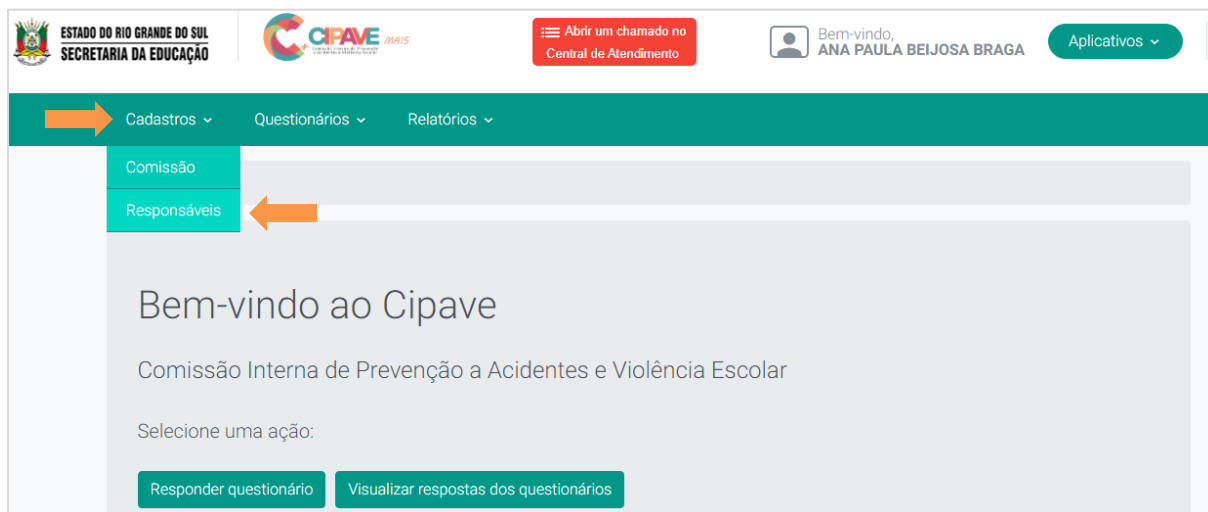 ESTADO DO RIO GRANDE DO SUL
SECRETARIA DA EDUCAÇÃO
CIPAVE MAIS
Abrir um chamado no
Central de Atendimento
Bem-vindo,
ANA PAULA BEIJOSA BRAGA
Aplicativos
Cadastros
Questionários
Relatórios
Comissão
Responsáveis
Bem-vindo ao Cipave
Comissão Interna de Prevenção a Acidentes e Violência Escolar
Selecione uma ação:
Responder questionário
Visualizar respostas dos questionários